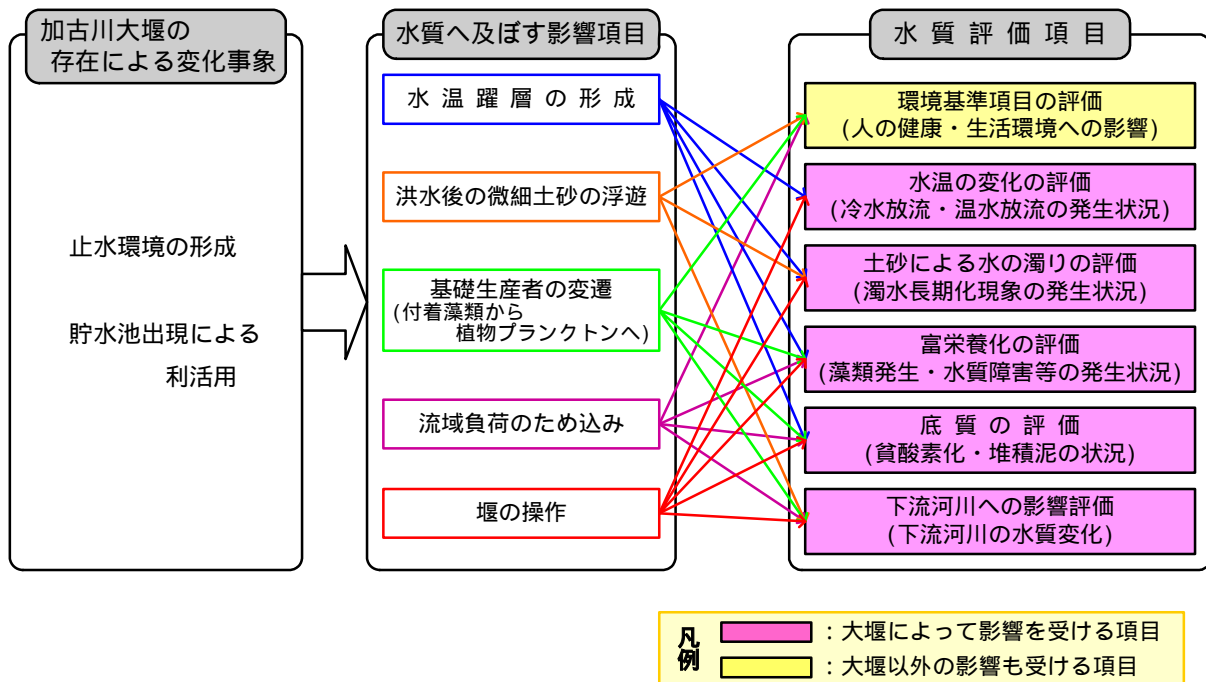 加古川大堰の
存在による変化事象
止水環境の形成
貯水池出現による
利活用
水質へ及ぼす影響項目
水温躍層の形成
洪水後の微細土砂の浮遊
基礎生産者の変遷
(付着藻類から
植物プランクトンへ)
流域負荷のため込み
堰の操作
水質評価項目
環境基準項目の評価
(人の健康・生活環境への影響)
水温の変化の評価
(冷水放流・温水放流の発生状況)
土砂による水の濁りの評価
(濁水長期化現象の発生状況)
富栄養化の評価
(藻類発生・水質障害等の発生状況)
底質の評価
(貧酸素化・堆積泥の状況)
下流河川への影響評価
(下流河川の水質変化)
凡例
：大堰によって影響を受ける項目
：大堰以外の影響も受ける項目